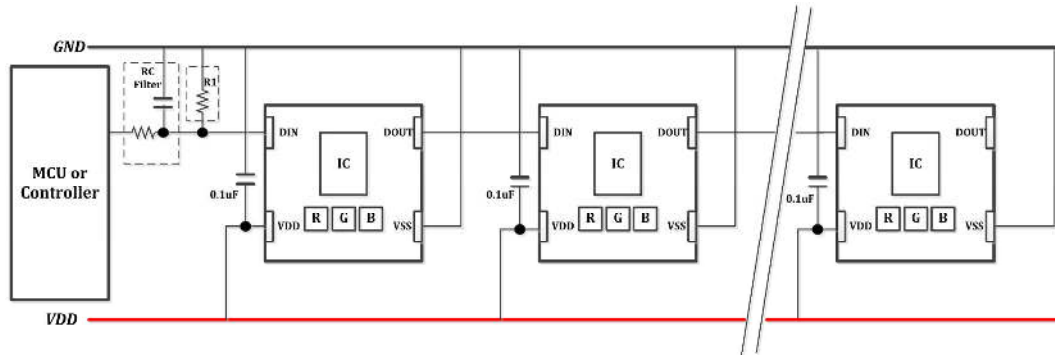 GND
RC
Filter
R1
MCU or
Controller
DIN
DOUT
IC
0.1uF
VDD
R G B
VSS
DIN
DOUT
IC
0.1uF
VDD
R G B
VSS
DIN
DOUT
IC
0.1uF
VDD
R G B
VSS
VDD